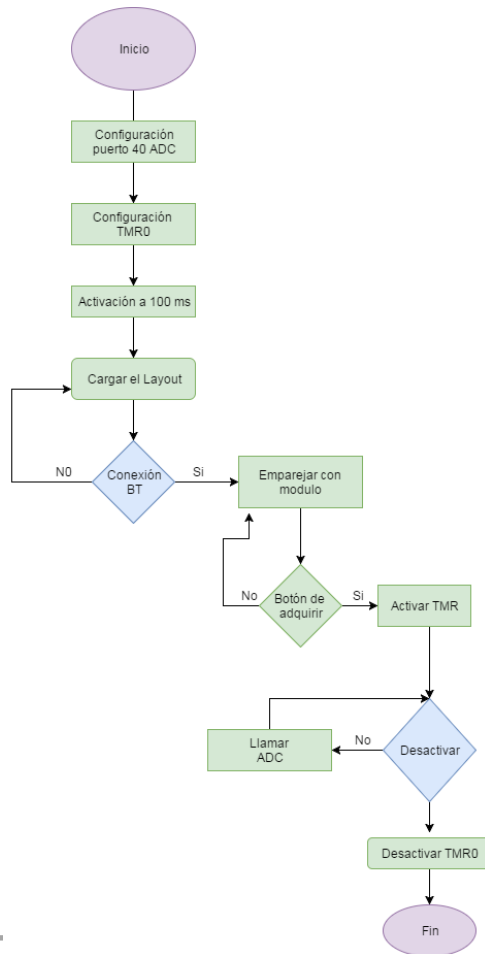 Inicio
Configuración
puerto 40 ADC
Configuración
TMR0
Activación a 100 ms
Cargar el Layout
N0
Conexión
BT
Si
Emparejar con
modulo
No
Botón de
adquirir
Si
Activar TMR
Llamar
ADC
No
Desactivar
Desactivar TMR0
Fin